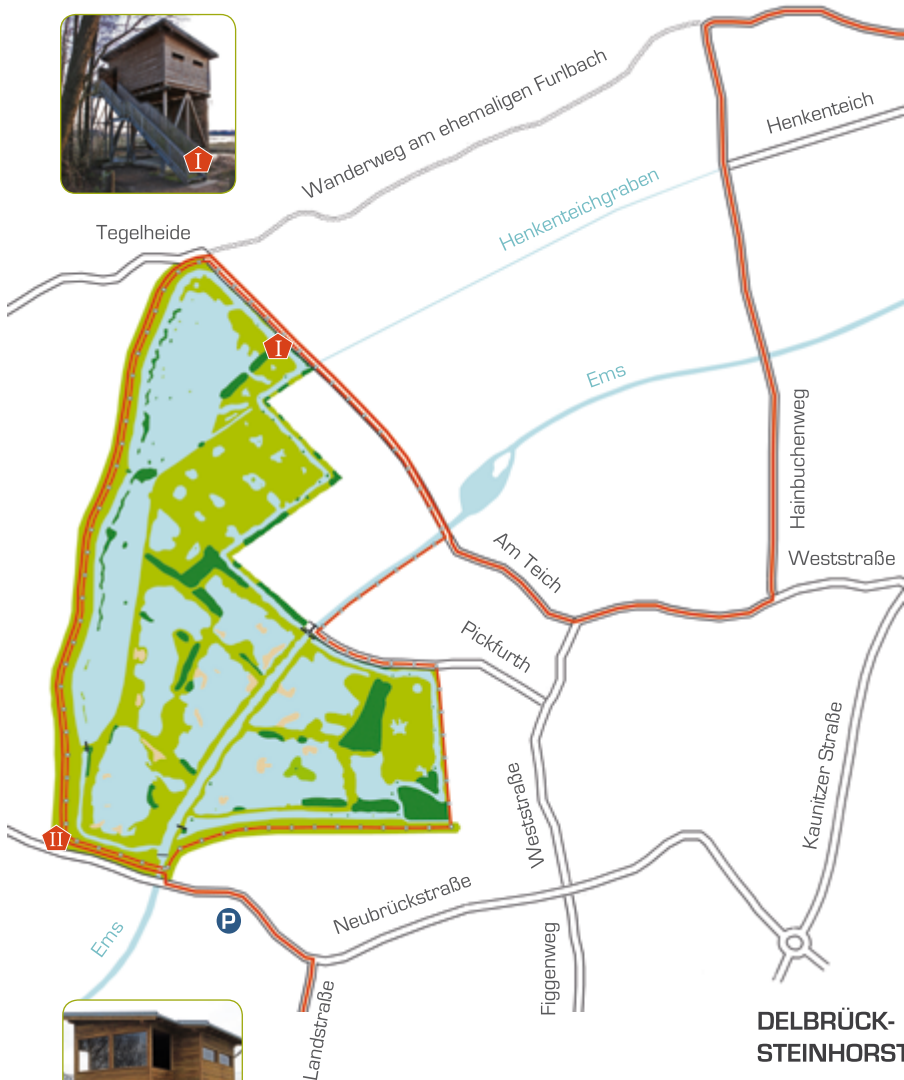 I
Wanderweg am ehemaligen Furlbach
Henkenteich
Henkenteichgraben
Tegelheide
I
Ems
Hainbuchenweg
Am Teich
Weststraße
Pickfurth
Kaunitzer Straße
Weststraße
II
Neubrückstraße
P
Ems
Figgenweg
Landstraße
DELBRÜCK-
STEINHORST